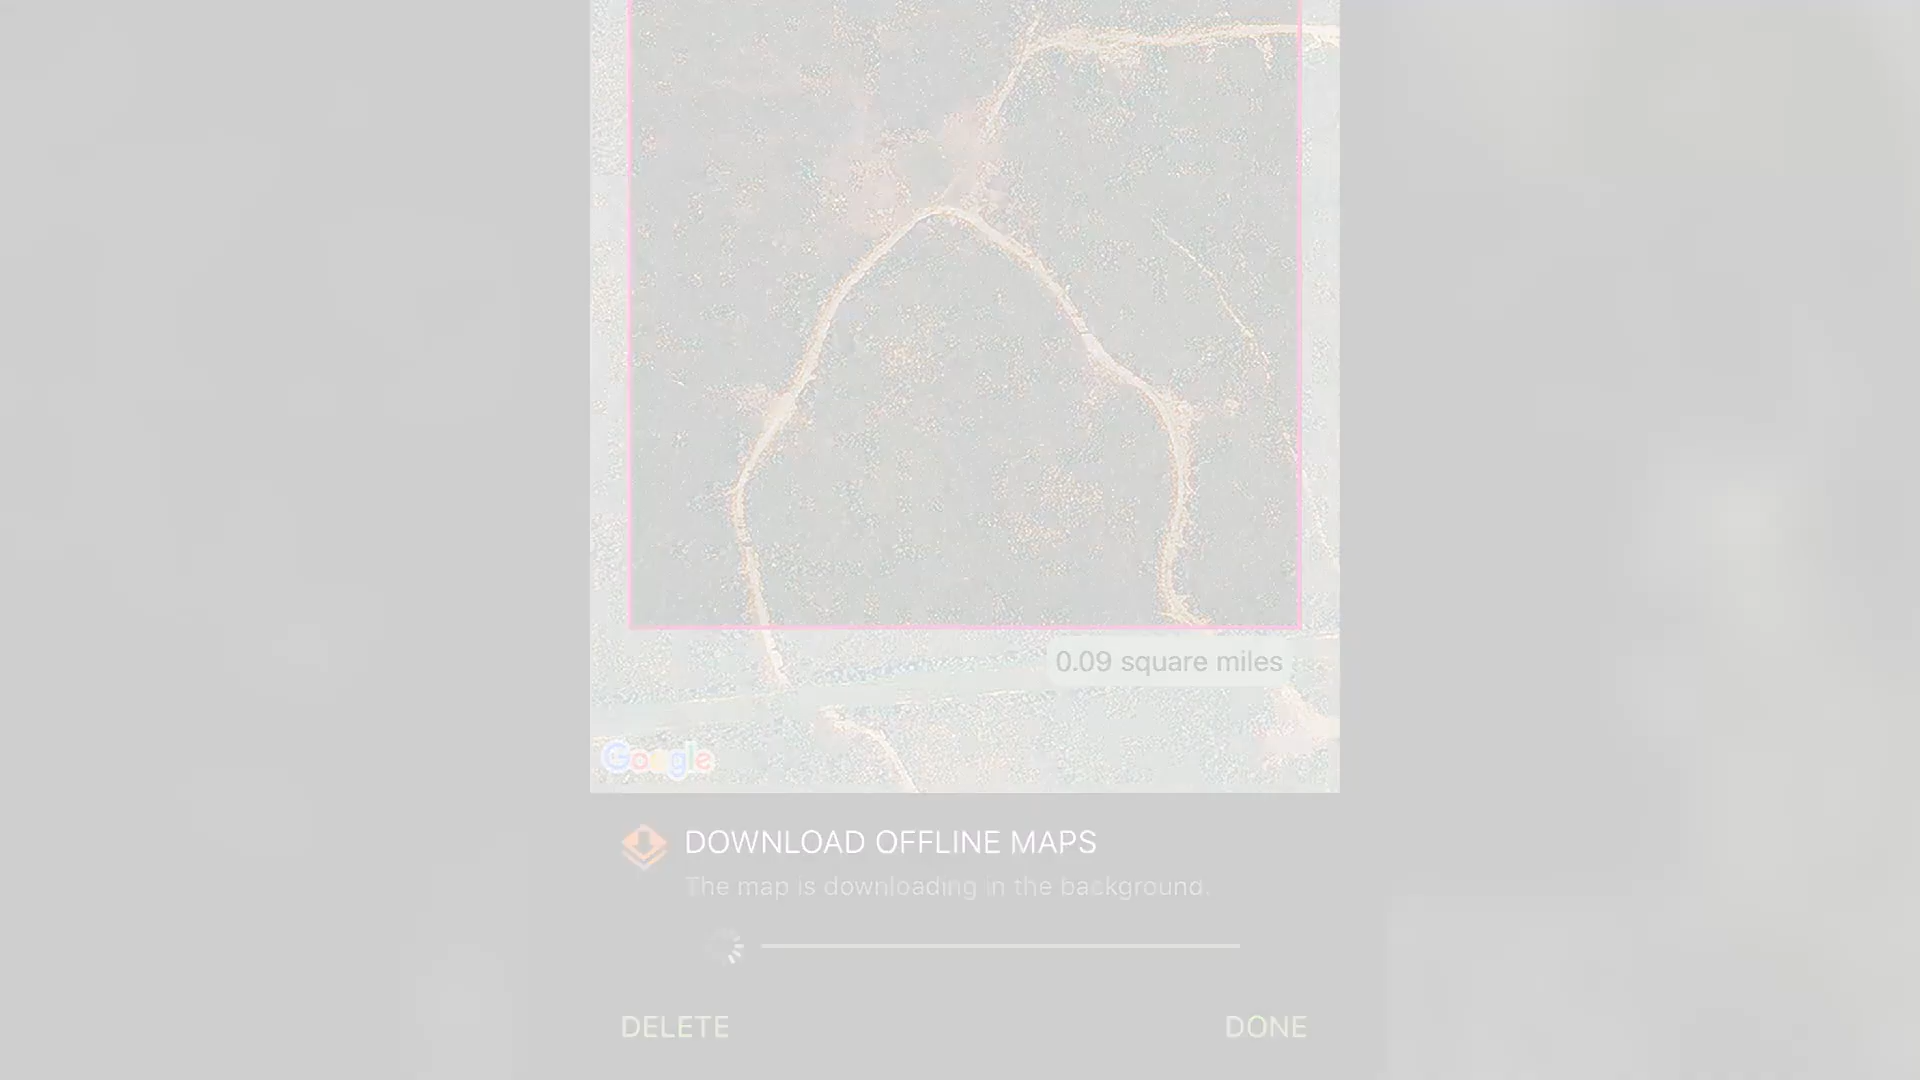 0.09 square miles
Google
DOWNLOAD OFFLINE MAPS
The map is downloading in the background.
DELETE
DONE